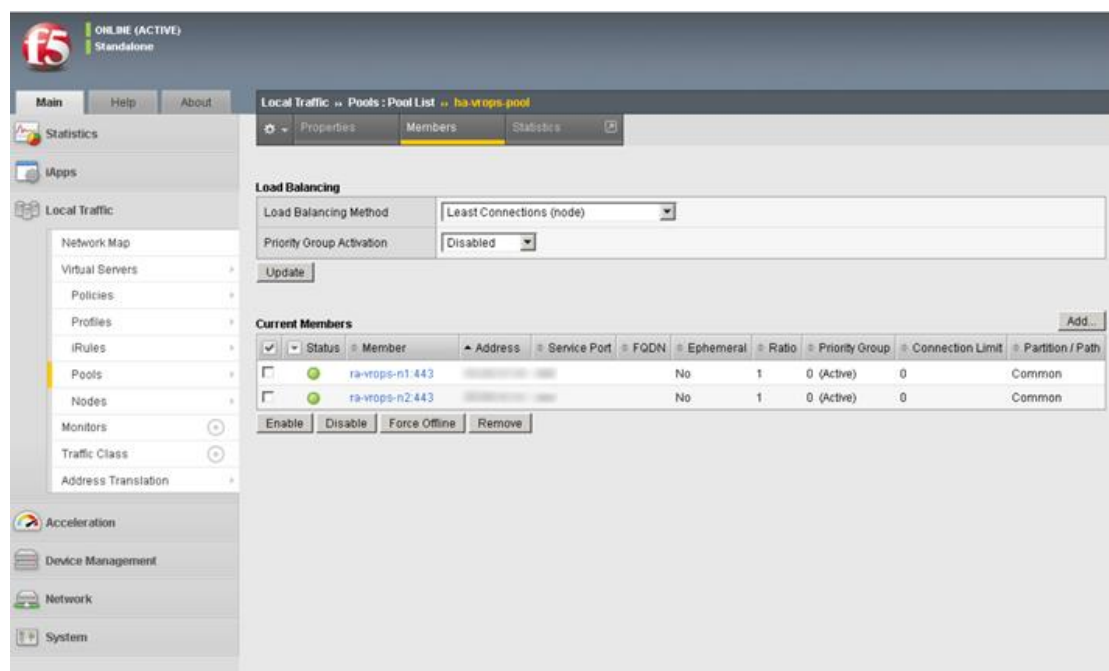 f5
ONLINE (ACTIVE)
Standalone
Main Help About
Statistics
iApps
Local Traffic
Network Map
Virtual Servers
Policies
Profiles
iRules
Pools
Nodes
Monitors
Traffic Class
Address Translation
Acceleration
Device Management
Network
System
Local Traffic ›› Pools : Pool List ›› ha-vrops-pool
Properties Members Statistics
Load Balancing
Load Balancing Method Least Connections (node)
Priority Group Activation Disabled
Update
Current Members Add...
Status Member Address Service Port FQDN Ephemeral Ratio Priority Group Connection Limit Partition / Path
ra-vrops-n1:443 No 1 0 (Active) 0 Common
ra-vrops-n2:443 No 1 0 (Active) 0 Common
Enable Disable Force Offline Remove